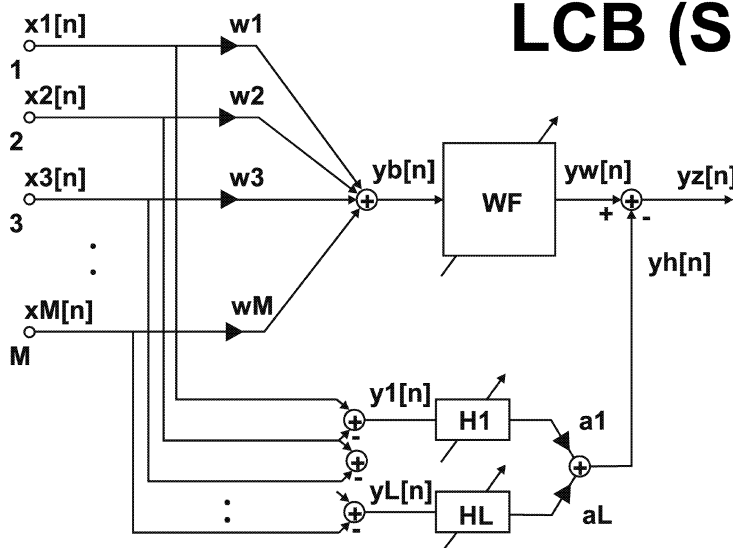 LCB (S
x1[n] w1
1
x2[n] w2
2
x3[n] w3 yb[n] WF yw[n] yz[n]
3 + + -
: yh[n]
xM[n] wM
M
y1[n] H1 a1
+ -
+ - +
: yL[n] HL aL
+ -